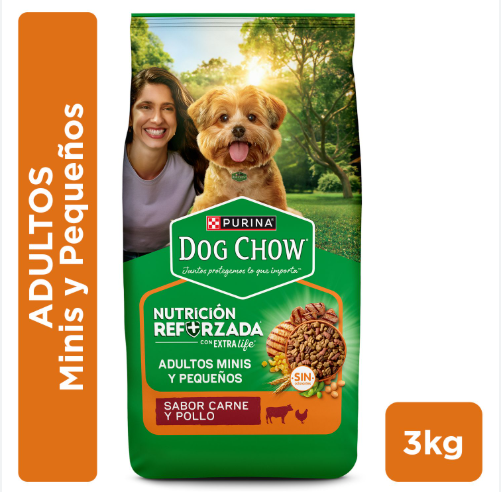 ADULTOS
Minis y Pequeños
PURINA
DOG CHOW
Juntos protegemos lo que importa
NUTRICIÓN
REFORZADA
CON EXTRA life
ADULTOS MINIS
Y PEQUEÑOS
SIN
SABOR CARNE
Y POLLO
3kg